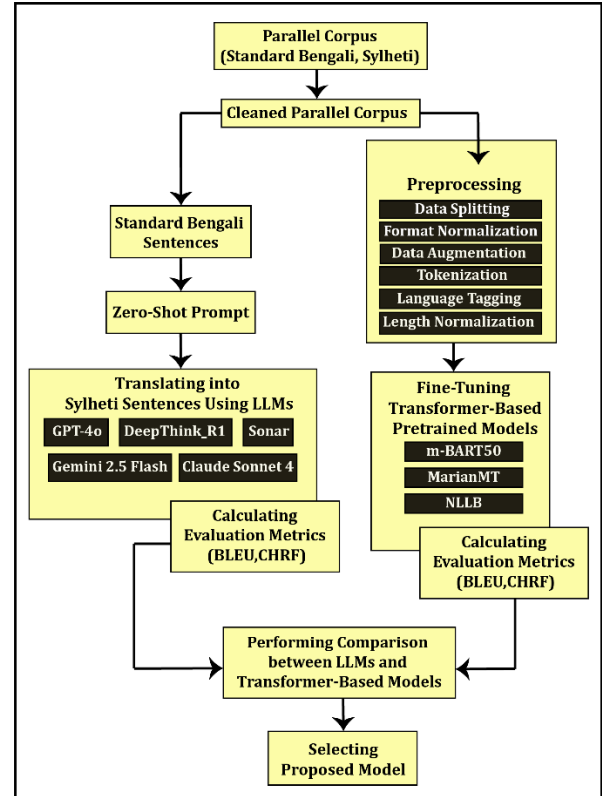 Parallel Corpus
(Standard Bengali, Sylheti)
Cleaned Parallel Corpus
Standard Bengali
Sentences
Zero-Shot Prompt
Translating into
Sylheti Sentences Using LLMs
GPT-4o
DeepThink_R1
Sonar
Gemini 2.5 Flash
Claude Sonnet 4
Calculating
Evaluation Metrics
(BLEU,CHRF)
Preprocessing
Data Splitting
Format Normalization
Data Augmentation
Tokenization
Language Tagging
Length Normalization
Fine-Tuning
Transformer-Based
Pretrained Models
m-BART50
MarianMT
NLLB
Calculating
Evaluation Metrics
(BLEU,CHRF)
Performing Comparison
between LLMs and
Transformer-Based Models
Selecting
Proposed Model